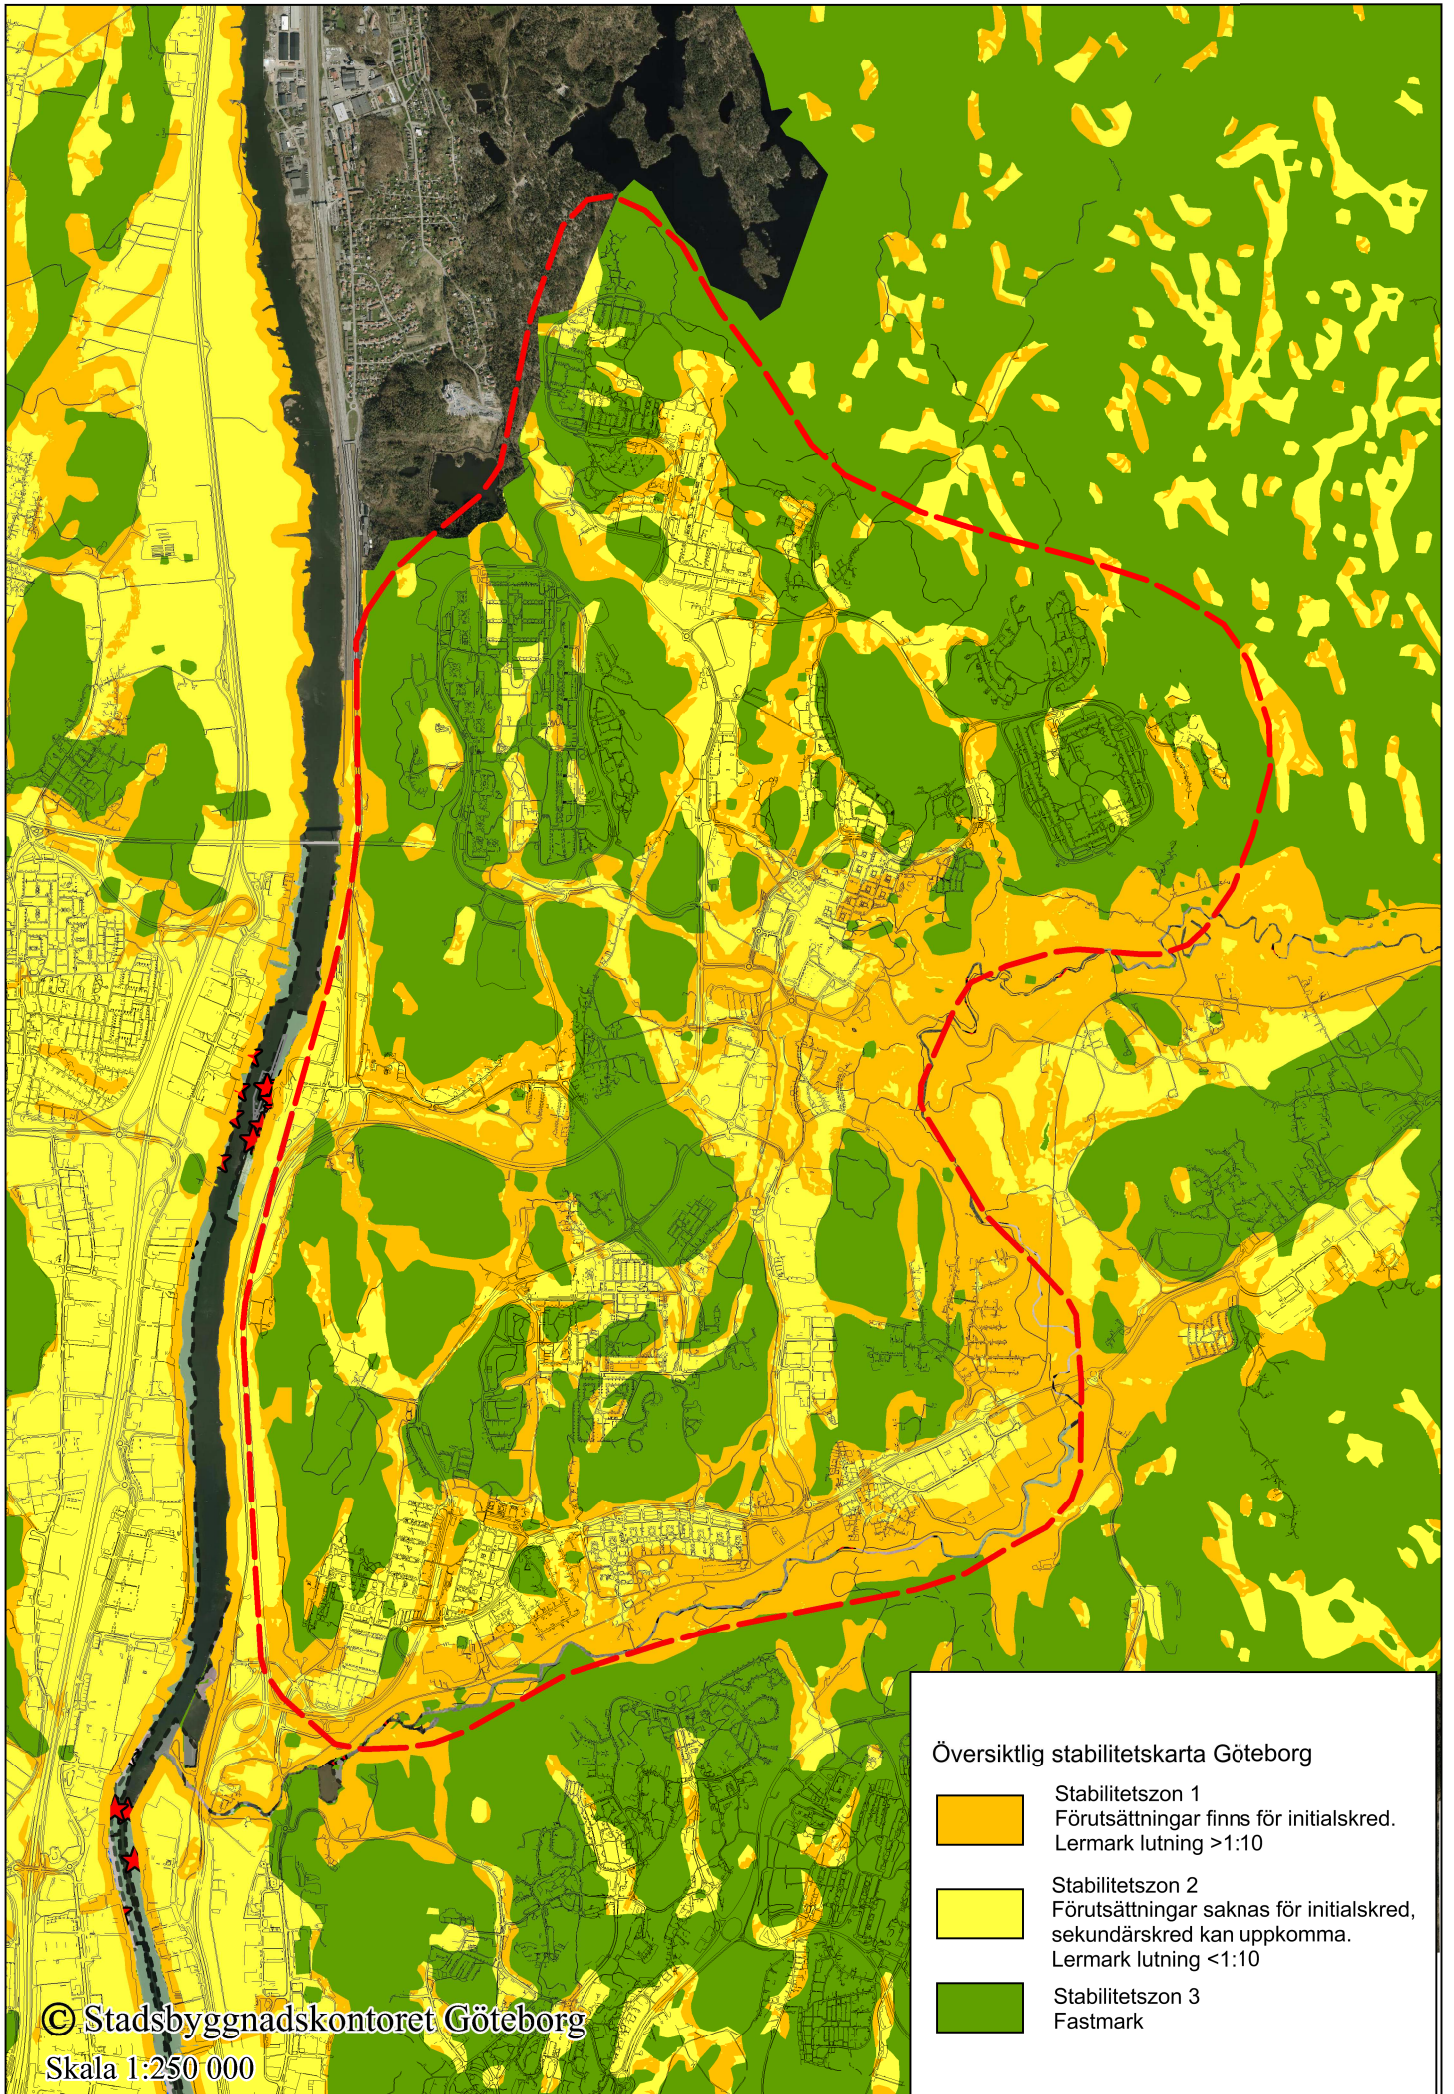 Översiktlig stabilitetskarta Göteborg
Stabilitetszon 1
Förutsättningar finns för initialskred.
Lermark lutning >1:10
Stabilitetszon 2
Förutsättningar saknas för initialskred,
sekundärskred kan uppkomma.
Lermark lutning <1:10
Stabilitetszon 3
Fastmark
© Stadsbyggnadskontoret Göteborg
Skala 1:250 000